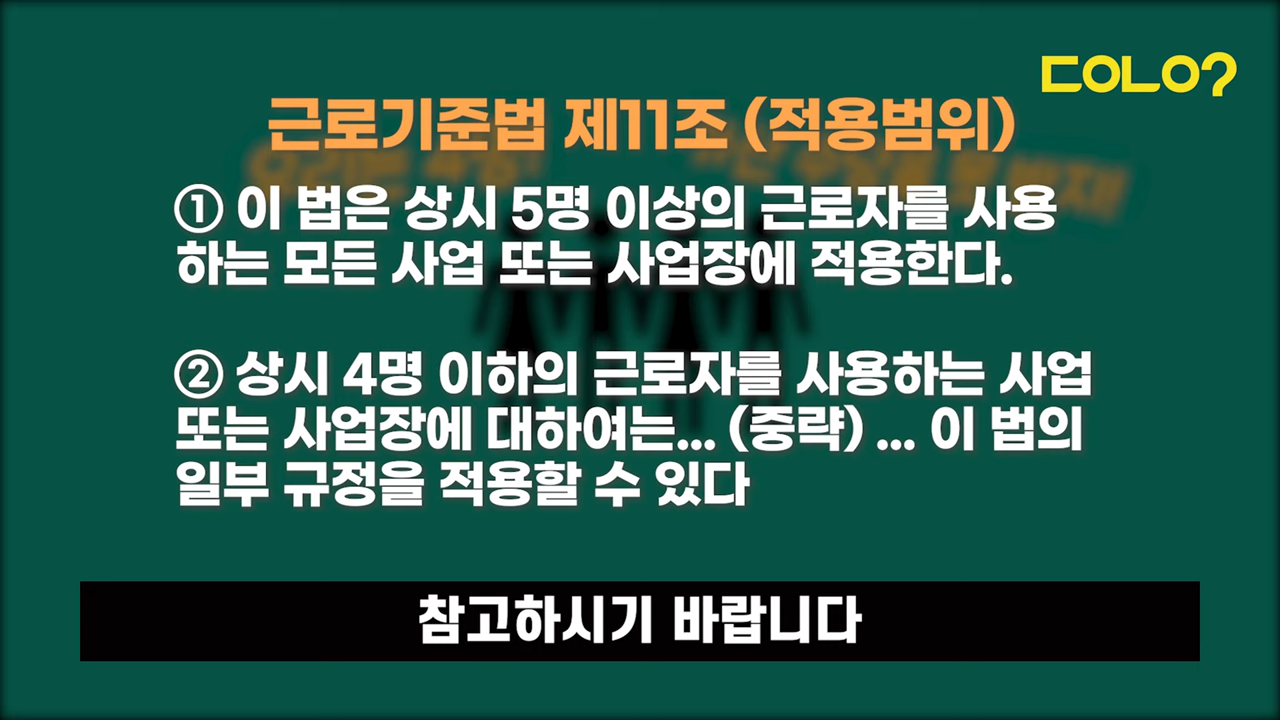 ㄷㅇㄴㅇ?
근로기준법 제11조 (적용범위)
① 이 법은 상시 5명 이상의 근로자를 사용
하는 모든 사업 또는 사업장에 적용한다.
② 상시 4명 이하의 근로자를 사용하는 사업
또는 사업장에 대하여는... (중략) ... 이 법의
일부 규정을 적용할 수 있다
참고하시기 바랍니다